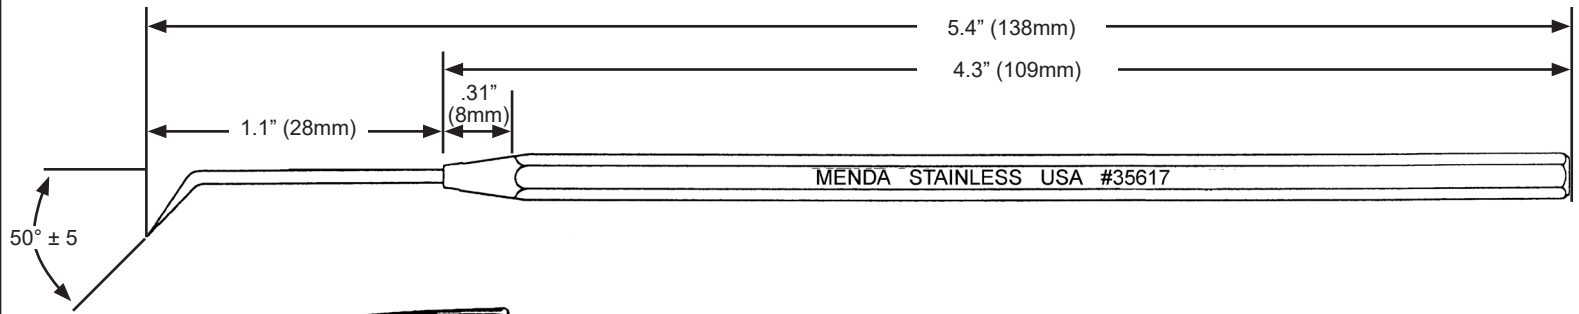 5.4” (138mm)
4.3” (109mm)
.31”
(8mm)
1.1” (28mm)
MENDA STAINLESS USA #35617
50° ± 5